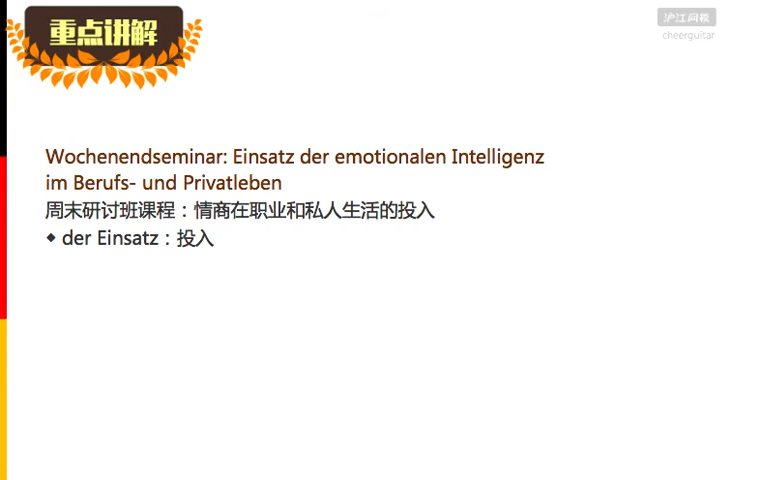 重点讲解
沪江网校
cheerguitar
Wochenendseminar: Einsatz der emotionalen Intelligenz
im Berufs- und Privatleben
周末研讨班课程：情商在职业和私人生活的投入
◆ der Einsatz：投入